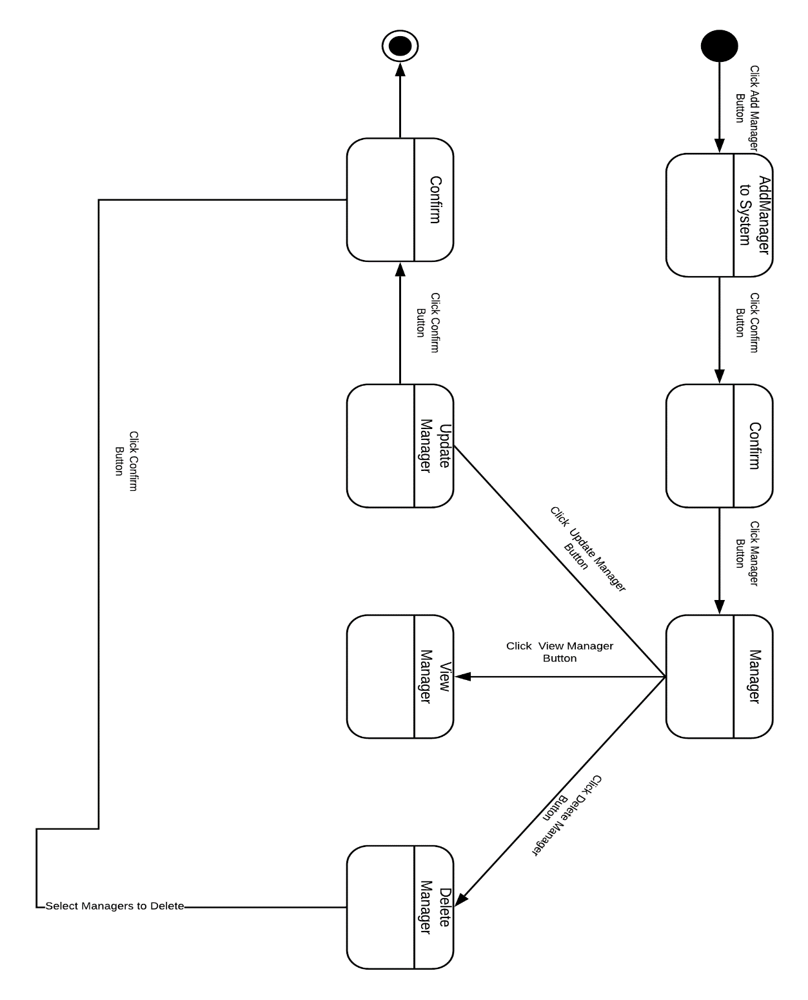 Click Add Manager
Button
AddManager
to System
Click Confirm
Button
Confirm
Click Manager
Button
Manager
Click  Update Manager
Button
Click  View Manager
Button
Click Delete Manager
Button
Update
Manager
View
Manager
Delete
Manager
Click Confirm
Button
Confirm
Select Managers to Delete
Click Confirm
Button